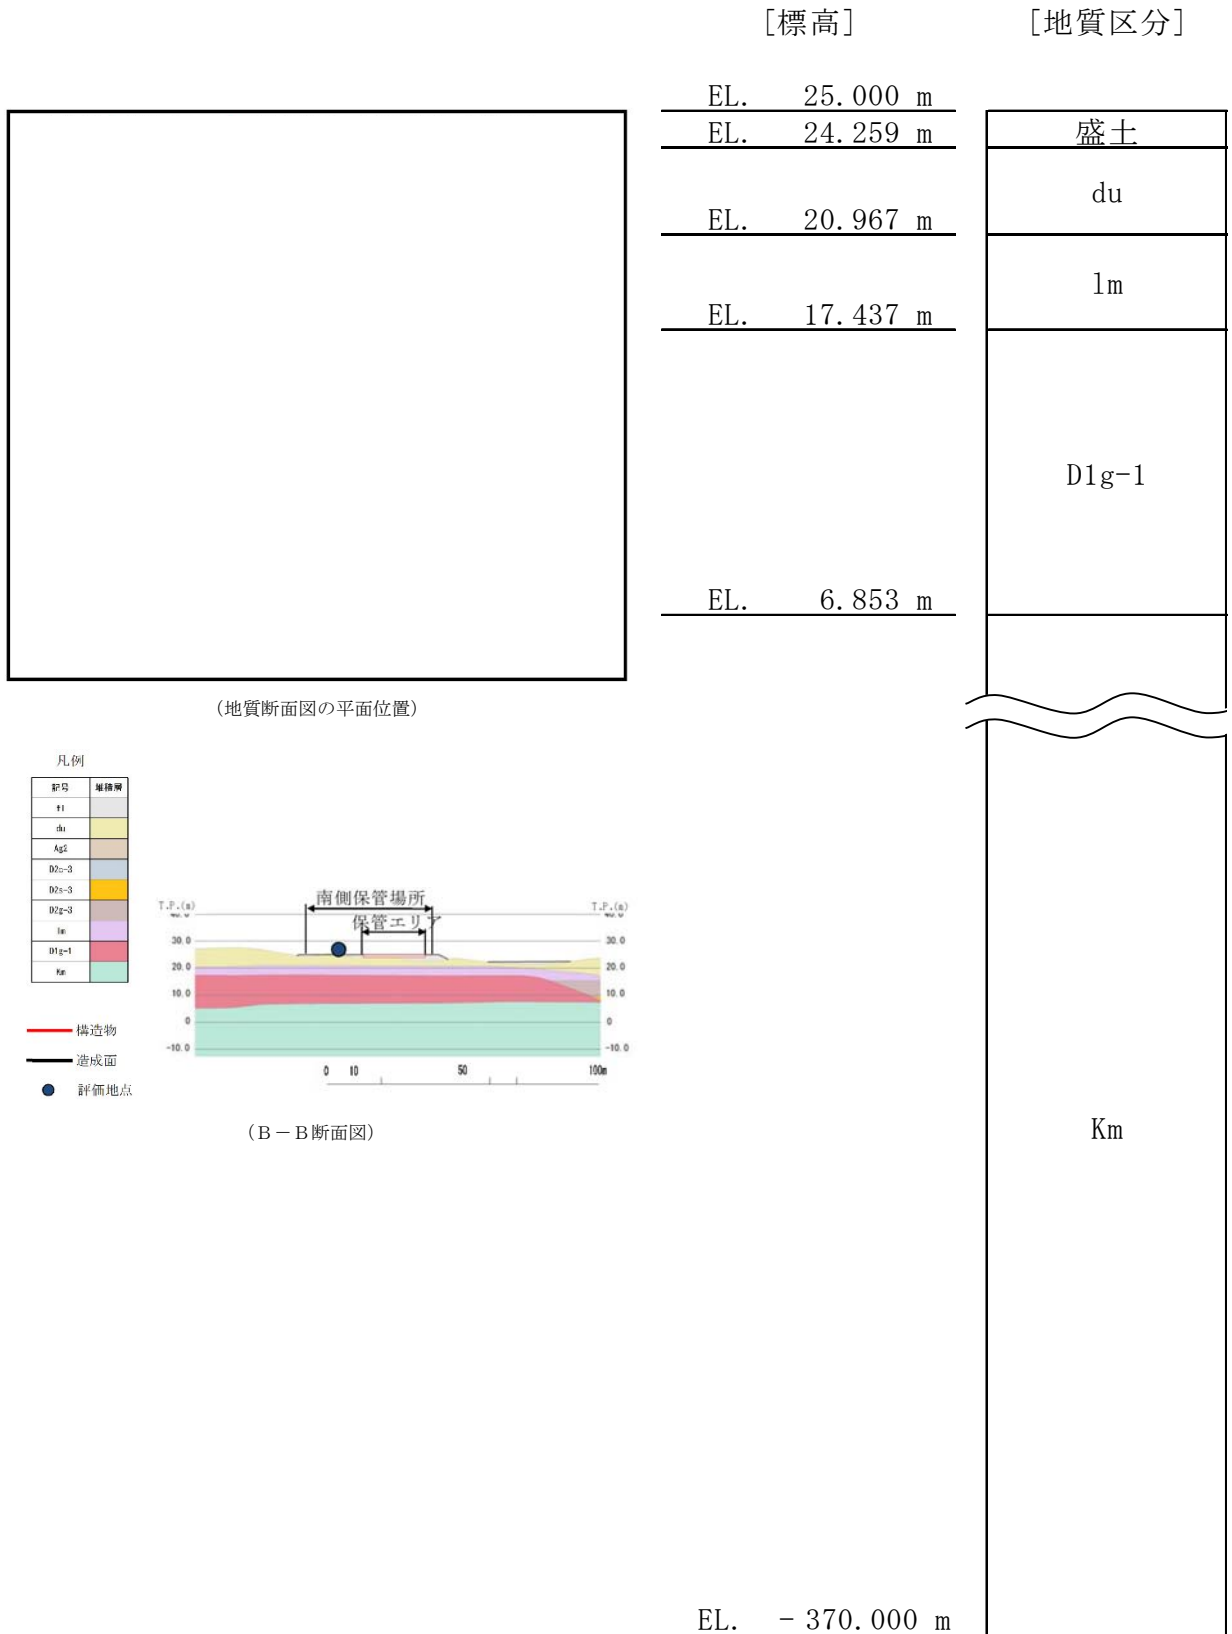 [標高] [地質区分]
EL. 25.000 m
EL. 24.259 m
盛土
du
EL. 20.967 m
lm
EL. 17.437 m
D1g-1
EL. 6.853 m
(地質断面図の平面位置)
凡例
記号 堆積層
du
Ag2
D2c-3
D2s-3
D2g-3
lm
D1g-1
Km
構造物
造成面
評価地点
南側保管場所
保管エリア
T.P.(m) T.P.(m)
40.0 40.0
30.0 30.0
20.0 20.0
10.0 10.0
0 0
-10.0 -10.0
0 10 50 100m
(B-B断面図)
Km
EL. -370.000 m